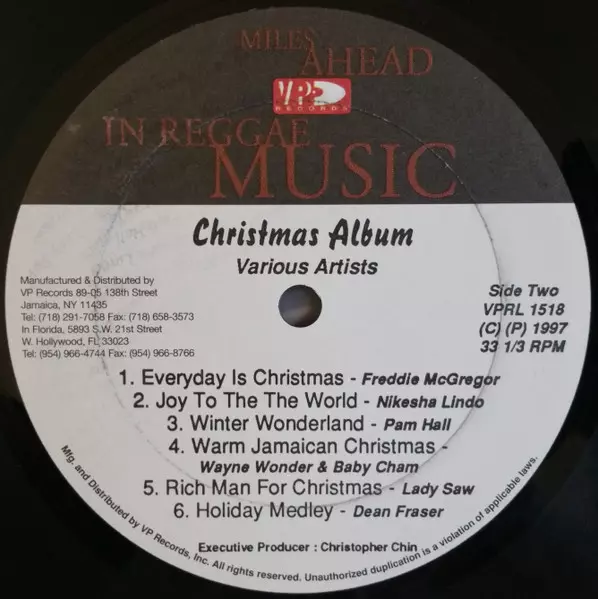 MILES AHEAD
VP RECORDS
IN REGGAE
MUSIC
Christmas Album
Various Artists
Manufactured & Distributed by
VP Records 89-05 138th Street
Jamaica, NY 11435
Tel: (718) 291-7058 Fax: (718) 658-3573
In Florida, 5893 S.W. 21st Street
W. Hollywood, FL 33023
Tel: (954) 966-4744 Fax: (954) 966-8766
Side Two
VPRL 1518
(C) (P) 1997
33 1/3 RPM
1. Everyday Is Christmas - Freddie McGregor
2. Joy To The The World - Nikesha Lindo
3. Winter Wonderland - Pam Hall
4. Warm Jamaican Christmas -
Wayne Wonder & Baby Cham
5. Rich Man For Christmas - Lady Saw
6. Holiday Medley - Dean Fraser
Executive Producer : Christopher Chin
Mfg. and Distributed by VP Records, Inc. All rights reserved. Unauthorized duplication is a violation of applicable laws.